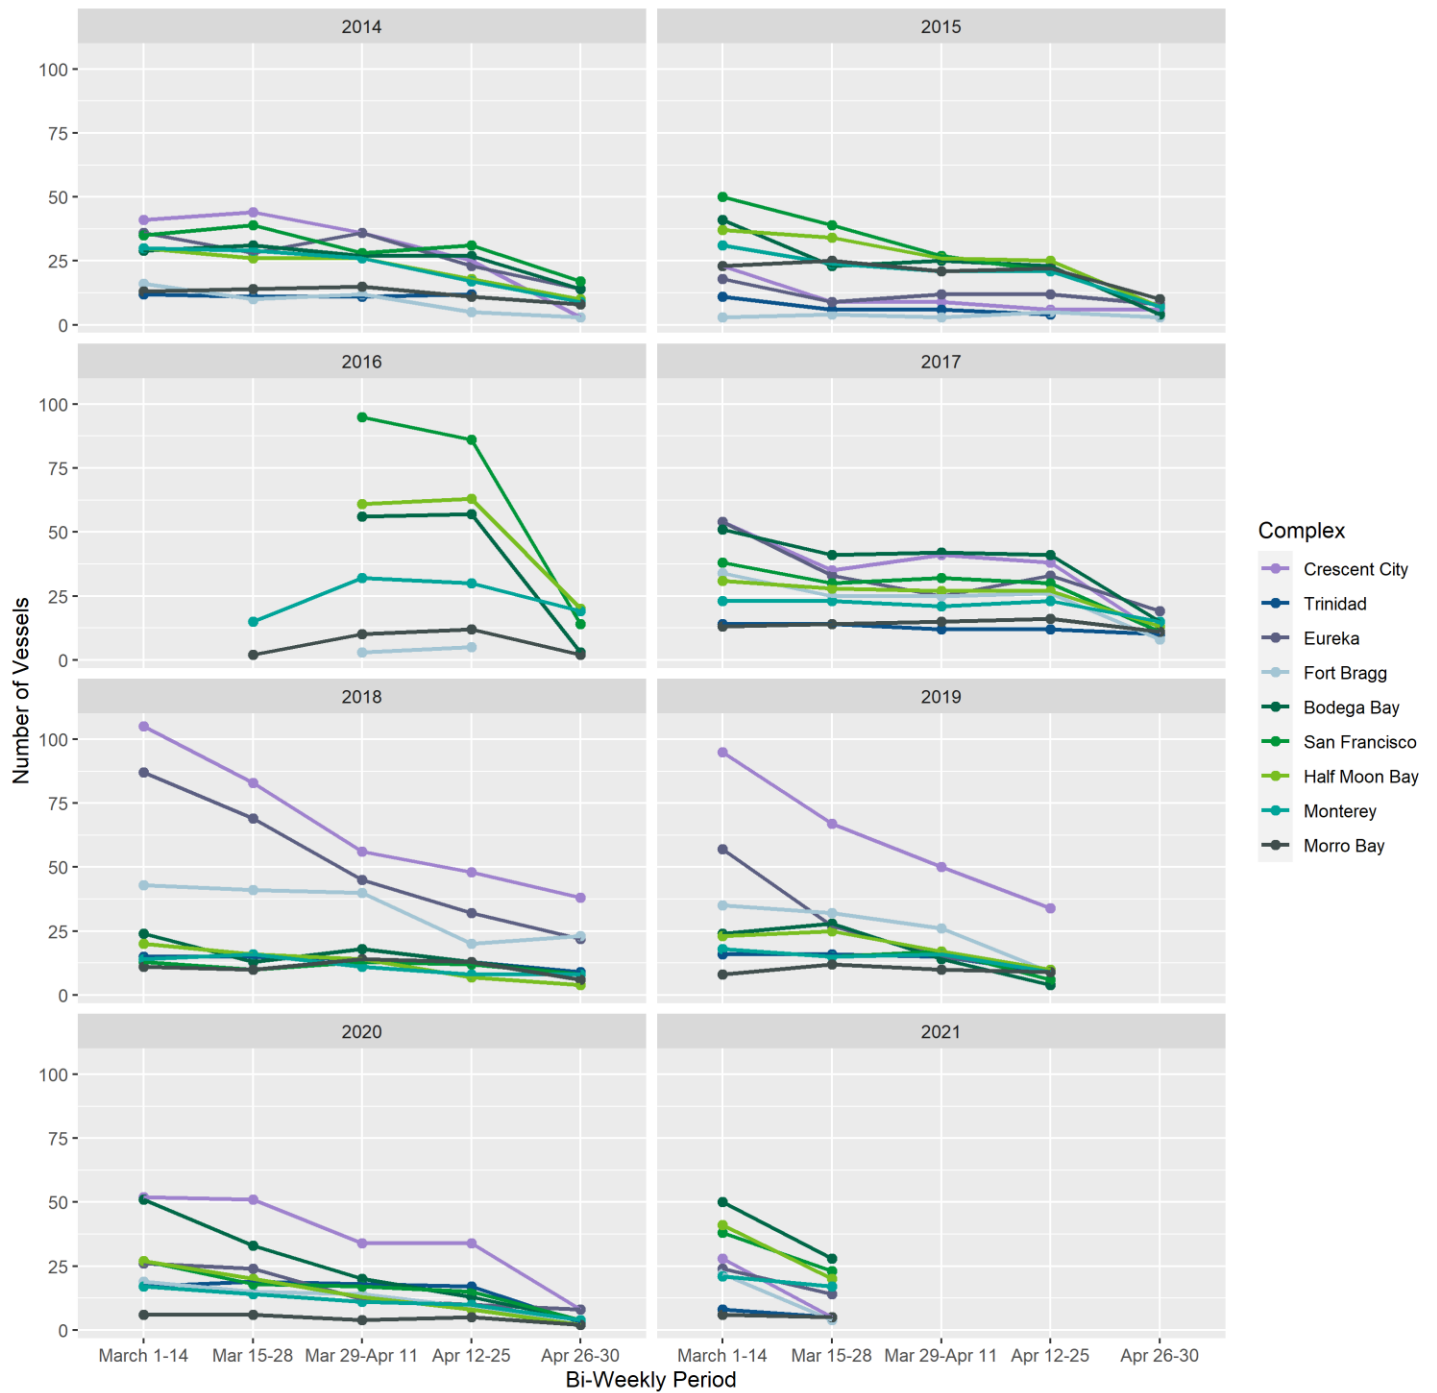 2014
2015
100
75
50
25
0
2016
2017
100
75
50
25
0
2018
2019
100
75
50
25
0
2020
2021
100
75
50
25
0
March 1-14
Mar 15-28
Mar 29-Apr 11
Apr 12-25
Apr 26-30
March 1-14
Mar 15-28
Mar 29-Apr 11
Apr 12-25
Apr 26-30
Bi-Weekly Period
Number of Vessels
Complex
Crescent City
Trinidad
Eureka
Fort Bragg
Bodega Bay
San Francisco
Half Moon Bay
Monterey
Morro Bay